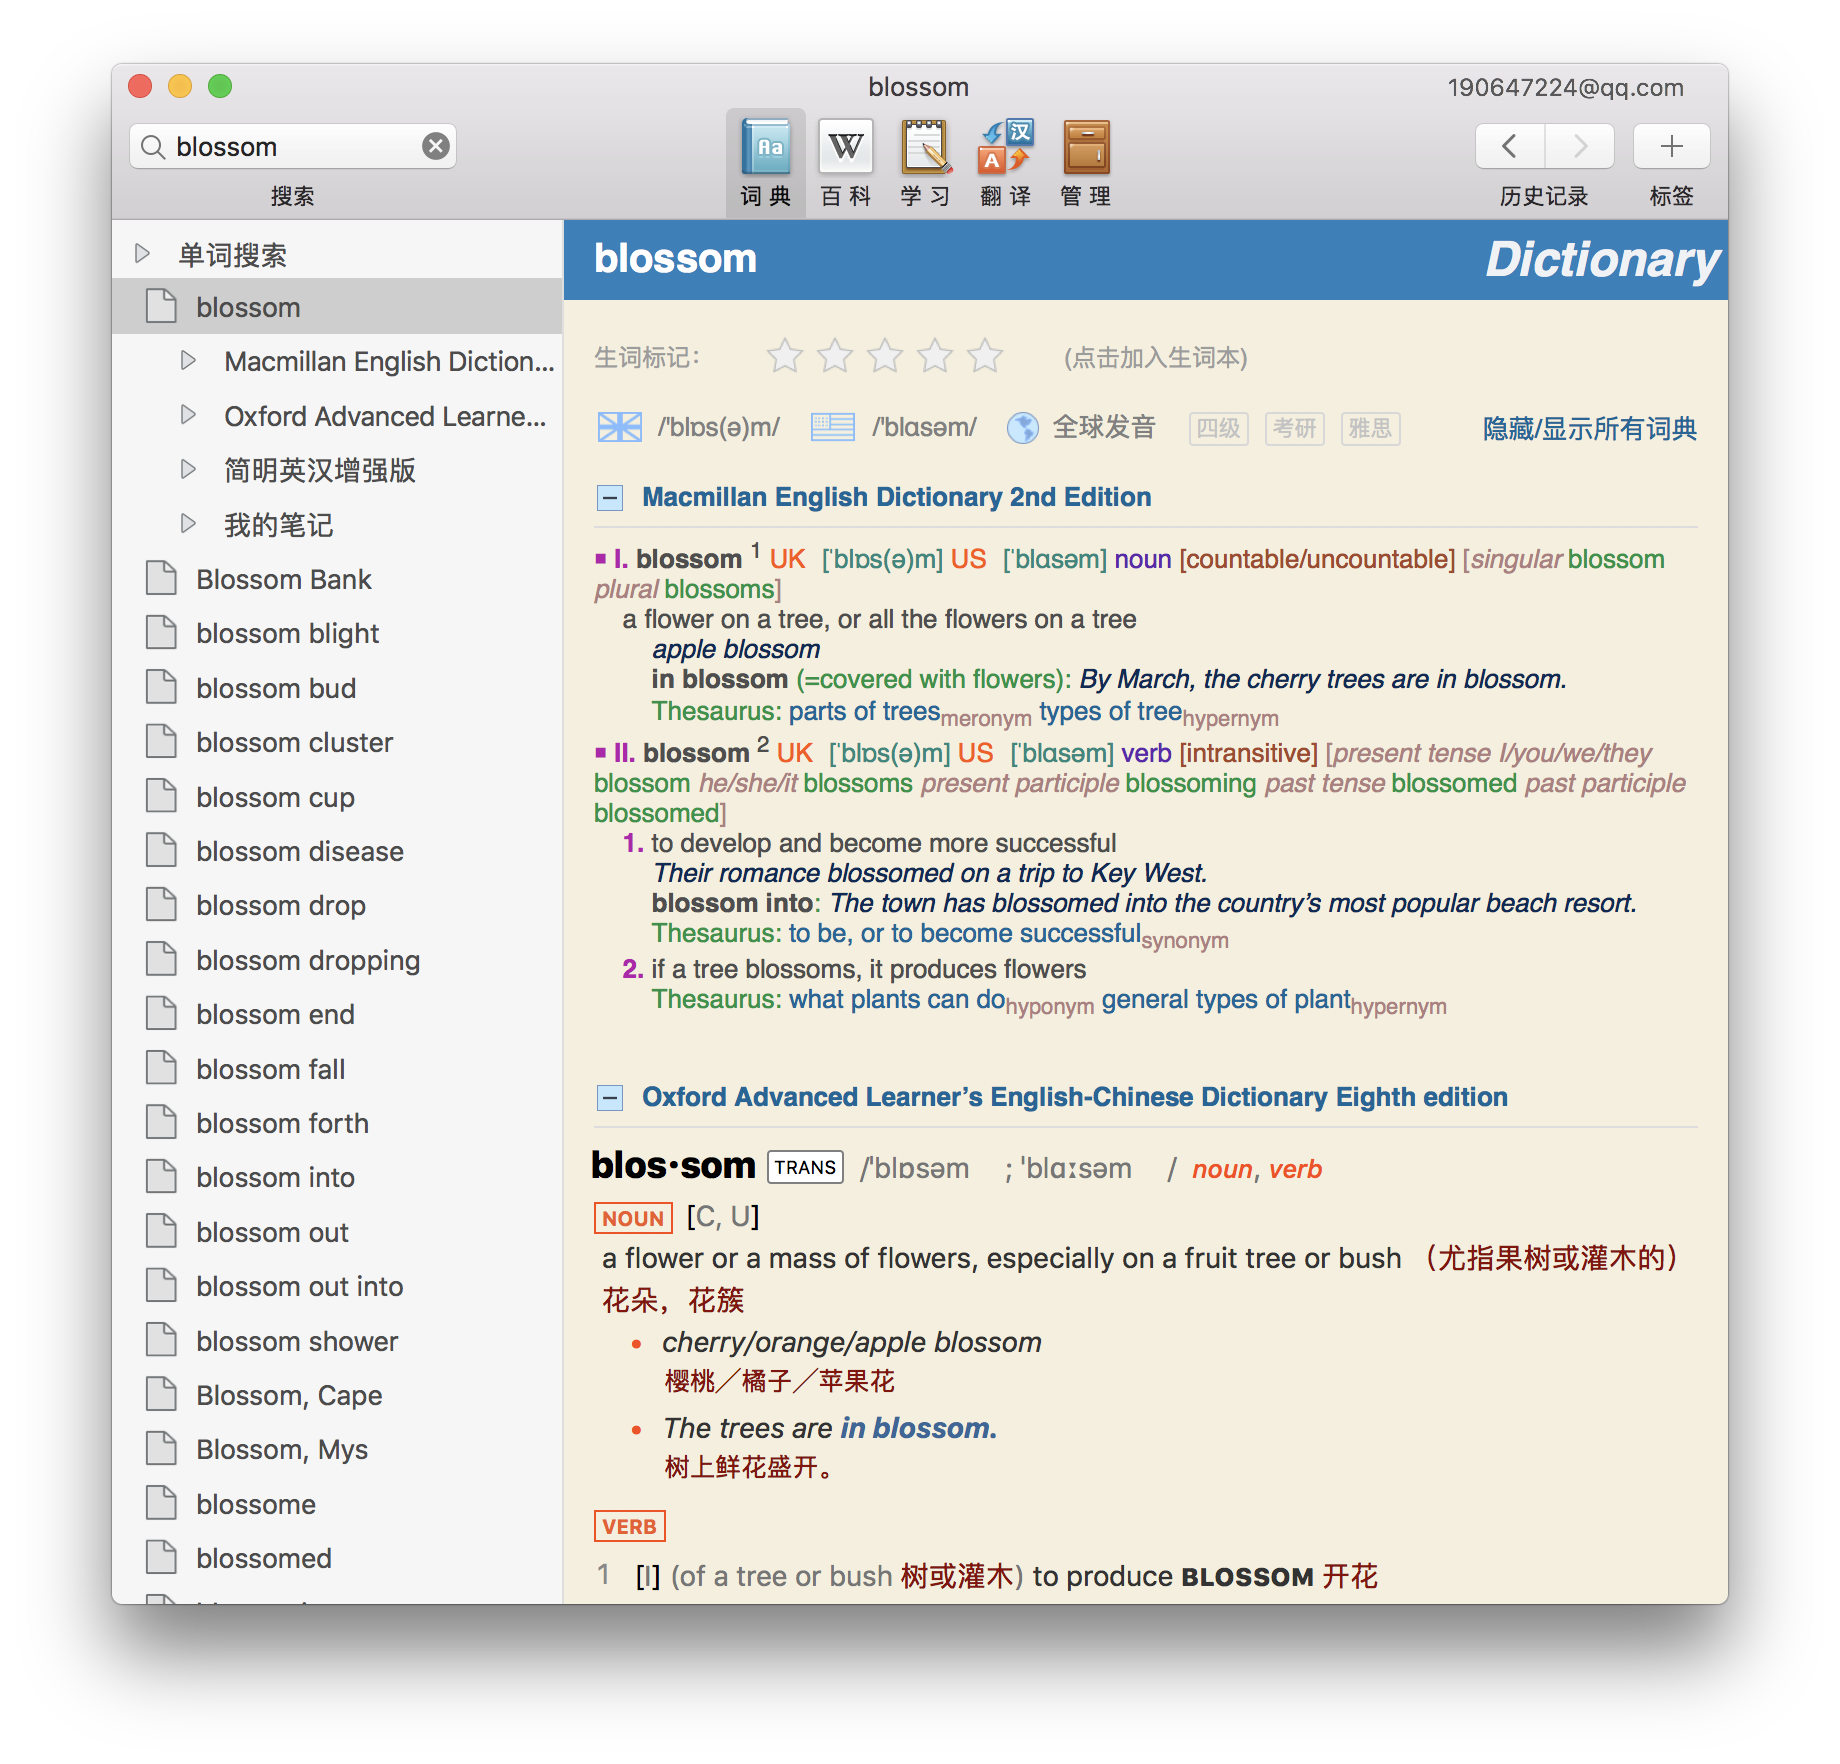 blossom
190647224@qq.com
blossom
搜索
词典
百科
学习
翻译
管理
历史记录
标签
单词搜索
blossom
Macmillan English Diction...
Oxford Advanced Learne...
简明英汉增强版
我的笔记
Blossom Bank
blossom blight
blossom bud
blossom cluster
blossom cup
blossom disease
blossom drop
blossom dropping
blossom end
blossom fall
blossom forth
blossom into
blossom out
blossom out into
blossom shower
Blossom, Cape
Blossom, Mys
blossome
blossomed
blossom
Dictionary
生词标记：
(点击加入生词本)
/'blɒs(ə)m/ /'blɑsəm/ 全球发音 四级 考研 雅思 隐藏/显示所有词典
Macmillan English Dictionary 2nd Edition
I. blossom 1 UK [ˈblɒs(ə)m] US [ˈblɑsəm] noun [countable/uncountable] [singular blossom
plural blossoms]
a flower on a tree, or all the flowers on a tree
apple blossom
in blossom (=covered with flowers): By March, the cherry trees are in blossom.
Thesaurus: parts of trees meronym types of tree hypernym
II. blossom 2 UK [ˈblɒs(ə)m] US [ˈblɑsəm] verb [intransitive] [present tense I/you/we/they
blossom he/she/it blossoms present participle blossoming past tense blossomed past participle
blossomed]
1. to develop and become more successful
Their romance blossomed on a trip to Key West.
blossom into: The town has blossomed into the country’s most popular beach resort.
Thesaurus: to be, or to become successful synonym
2. if a tree blossoms, it produces flowers
Thesaurus: what plants can do hyponym general types of plant hypernym
Oxford Advanced Learner’s English-Chinese Dictionary Eighth edition
blos·som TRANS /ˈblɒsəm ; ˈblɑːsəm / noun, verb
NOUN [C, U]
a flower or a mass of flowers, especially on a fruit tree or bush （尤指果树或灌木的）
花朵，花簇
• cherry/orange/apple blossom
樱桃／橘子／苹果花
• The trees are in blossom.
树上鲜花盛开。
VERB
1 [I] (of a tree or bush 树或灌木) to produce BLOSSOM 开花